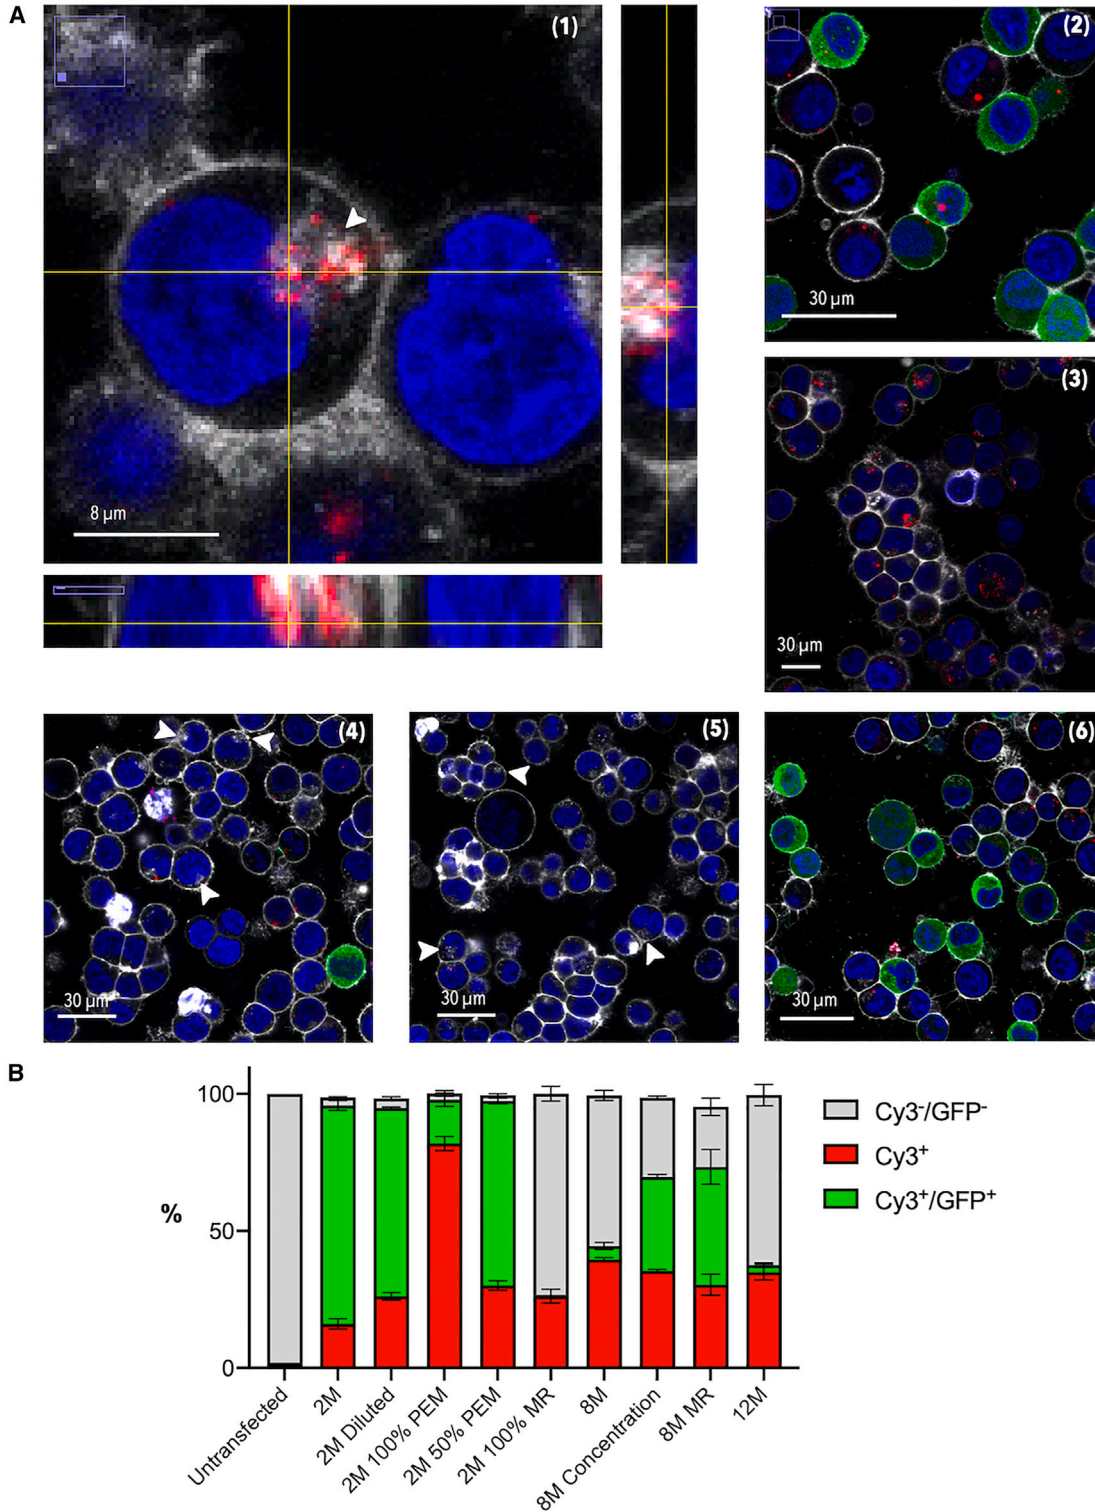 A
(1)
8 µm
(2)
30 µm
(3)
30 µm
(4)
30 µm
(5)
30 µm
(6)
30 µm
B
%
100
50
0
Untransfected
2M
2M Diluted
2M 100% PEM
2M 50% PEM
2M 100% MR
8M
8M Concentration
8M MR
12M
Cy3⁻/GFP⁻
Cy3⁺
Cy3⁺/GFP⁺